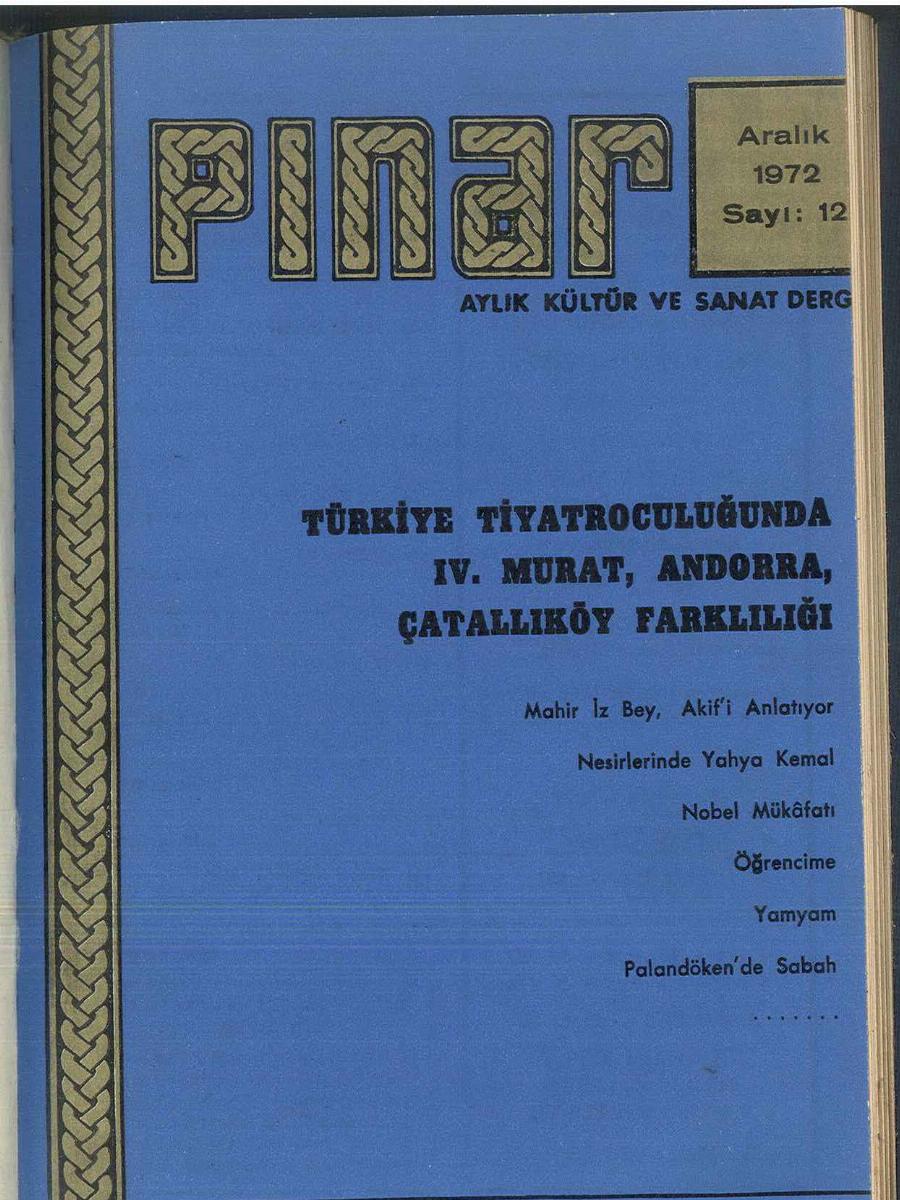 pınar
Aralık
1972
Sayı: 12
AYLIK KÜLTÜR VE SANAT DERG
TÜRKİYE TİYATROCULUĞUNDA
IV. MURAT, ANDORRA,
ÇATALLIKÖY FARKLILIĞI
Mahir İz Bey, Akif'i Anlatıyor
Nesirlerinde Yahya Kemal
Nobel Mükâfatı
Öğrencime
Yamyam
Palandöken'de Sabah
.......